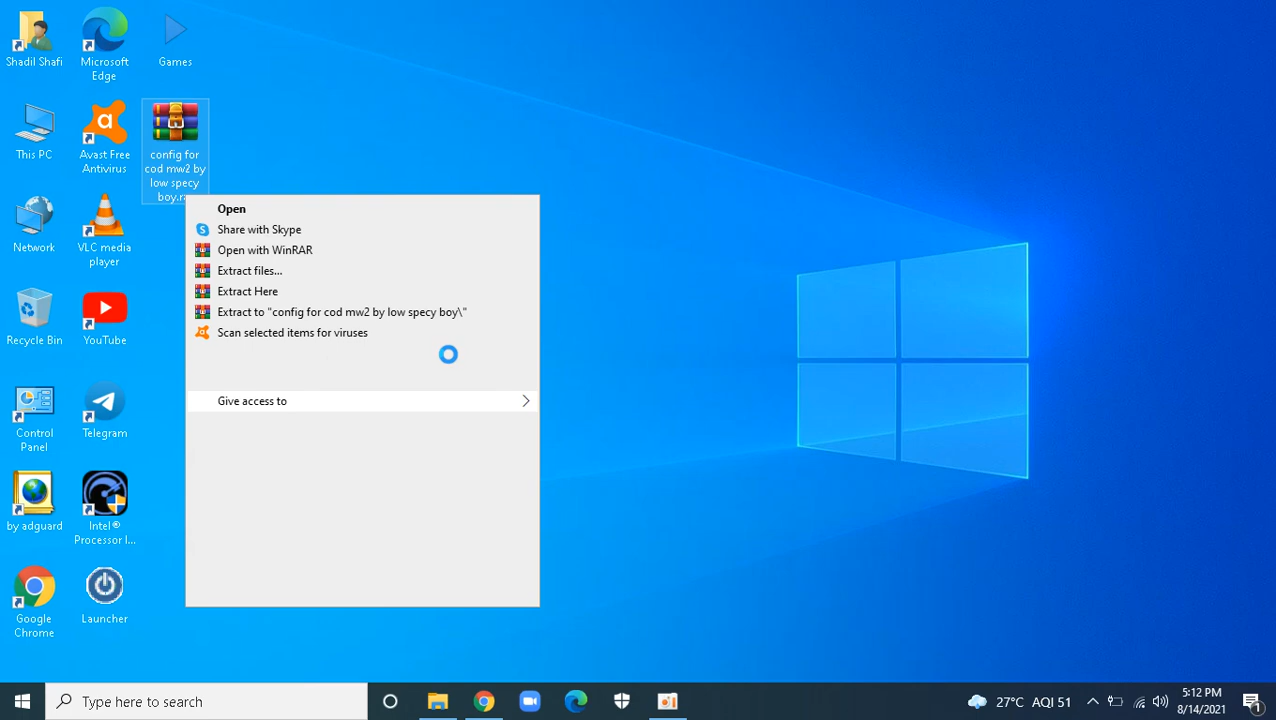 Shadil Shafi
Microsoft
Edge
Games
This PC
Avast Free
Antivirus
config for
cod mw2 by
low specy
boy.ra
Network
VLC media
player
Recycle Bin
YouTube
Control
Panel
Telegram
by adguard
Intel®
Processor I...
Google
Chrome
Launcher
Open
Share with Skype
Open with WinRAR
Extract files...
Extract Here
Extract to "config for cod mw2 by low specy boy\"
Scan selected items for viruses
Give access to
Type here to search
27°C AQI 51
5:12 PM
8/14/2021
1